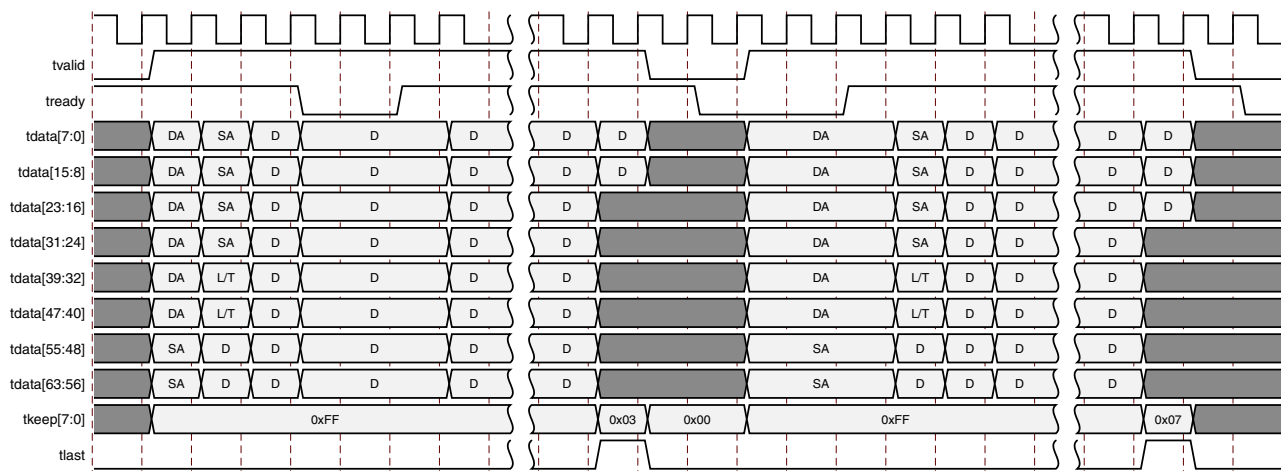 tvalid
tready
tdata[7:0] DA SA D D D D D DA SA D D D D
tdata[15:8] DA SA D D D D D DA SA D D D D
tdata[23:16] DA SA D D D D DA SA D D D D
tdata[31:24] DA SA D D D D DA SA D D D
tdata[39:32] DA L/T D D D D DA L/T D D D
tdata[47:40] DA L/T D D D D DA L/T D D D
tdata[55:48] SA D D D D D SA D D D D
tdata[63:56] SA D D D D D SA D D D D
tkeep[7:0] 0xFF 0x03 0x00 0xFF 0x07
tlast